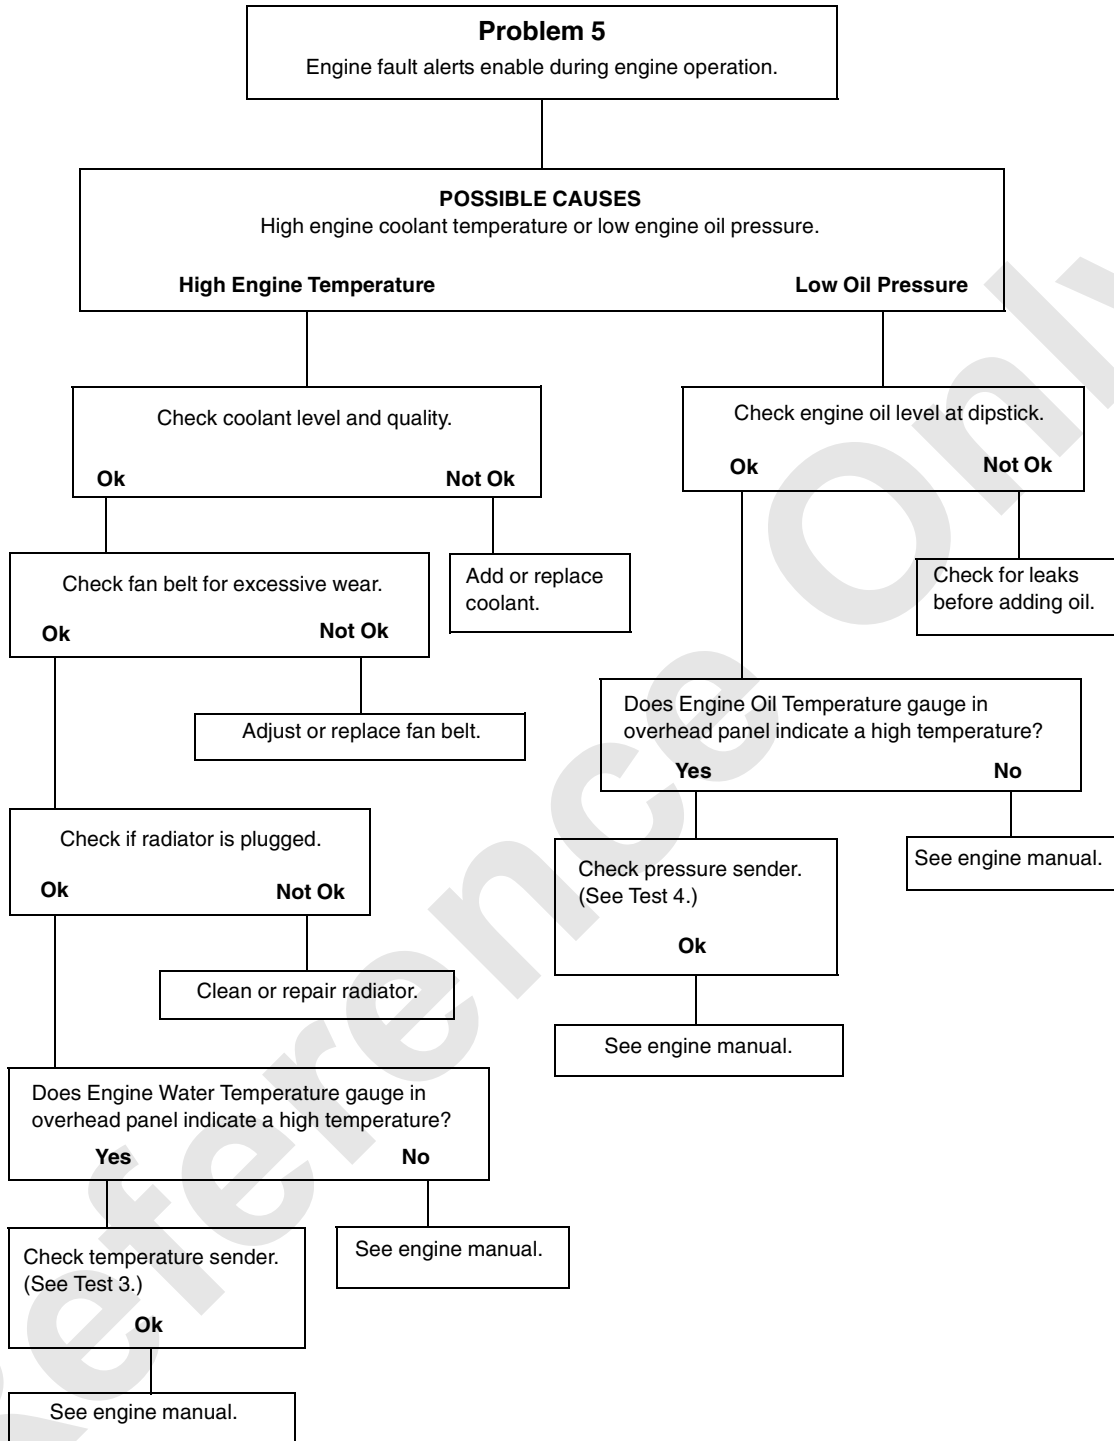 Problem 5
Engine fault alerts enable during engine operation.
POSSIBLE CAUSES
High engine coolant temperature or low engine oil pressure.
High Engine Temperature
Low Oil Pressure
Check coolant level and quality.
Ok
Not Ok
Check engine oil level at dipstick.
Ok
Not Ok
Check fan belt for excessive wear.
Ok
Not Ok
Add or replace
coolant.
Check for leaks
before adding oil.
Adjust or replace fan belt.
Does Engine Oil Temperature gauge in
overhead panel indicate a high temperature?
Yes
No
Check if radiator is plugged.
Ok
Not Ok
Check pressure sender.
(See Test 4.)
Ok
See engine manual.
Clean or repair radiator.
See engine manual.
Does Engine Water Temperature gauge in
overhead panel indicate a high temperature?
Yes
No
Check temperature sender.
(See Test 3.)
Ok
See engine manual.
See engine manual.
Reference Only